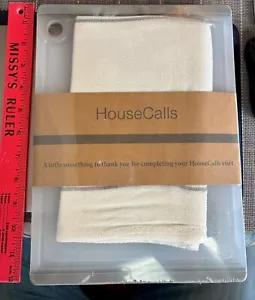 MISSY'S RULER
HouseCalls
A little something to thank you for completing your HouseCalls visit